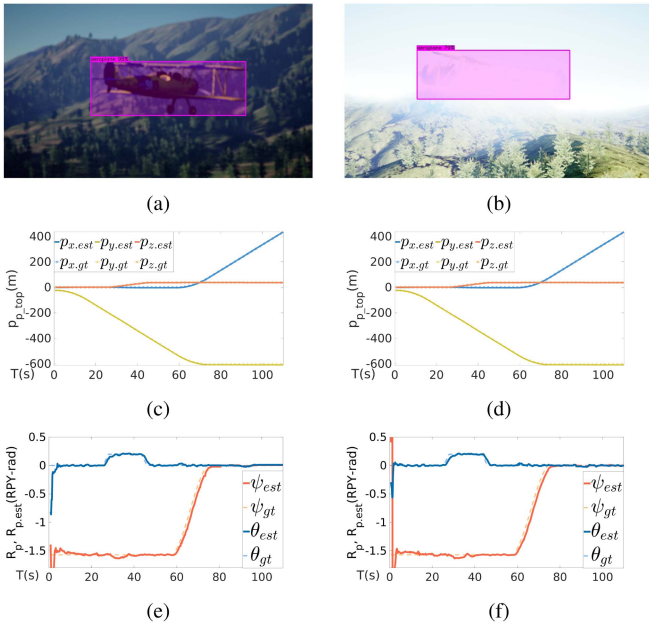 (a)
(b)
400
200
0
-200
-400
-600
p_p_top(m)
p_x.est p_y.est p_z.est
p_x.gt p_y.gt p_z.gt
T(s)
0 20 40 60 80 100
(c)
400
200
0
-200
-400
-600
p_p_top(m)
p_x.est p_y.est p_z.est
p_x.gt p_y.gt p_z.gt
T(s)
0 20 40 60 80 100
(d)
0.5
0
-0.5
-1
-1.5
R_p, R_p.est(RPY-rad)
ψ_est
ψ_gt
θ_est
θ_gt
T(s)
0 20 40 60 80 100
(e)
0.5
0
-0.5
-1
-1.5
R_p, R_p.est(RPY-rad)
ψ_est
ψ_gt
θ_est
θ_gt
T(s)
0 20 40 60 80 100
(f)